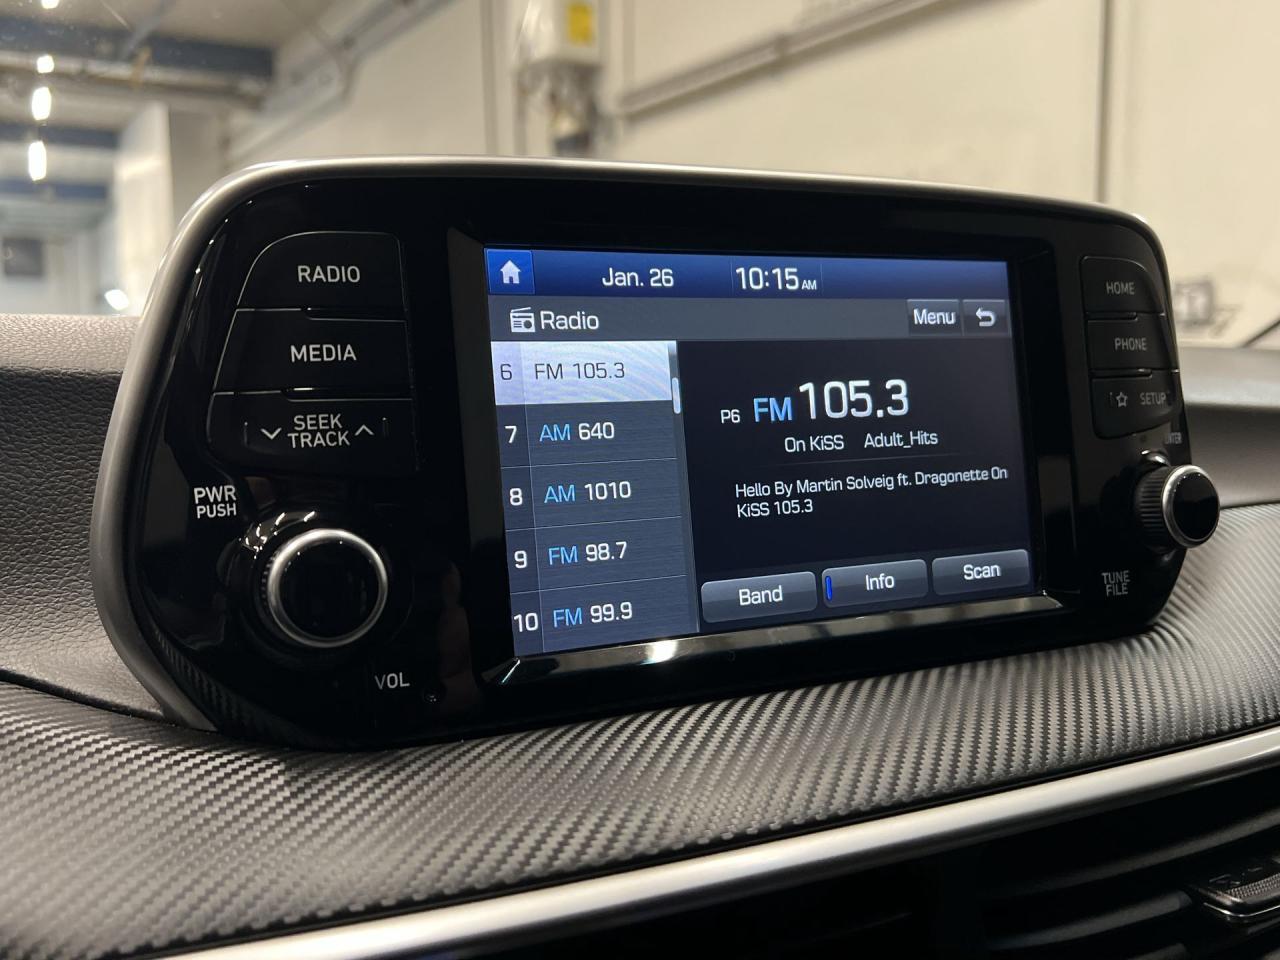 RADIO
MEDIA
SEEK
TRACK
PWR
PUSH
VOL
Jan. 26
10:15 AM
Radio
Menu
6 FM 105.3
7 AM 640
8 AM 1010
9 FM 98.7
10 FM 99.9
P6 FM 105.3
On KiSS Adult_Hits
Hello By Martin Solveig ft. Dragonette On
KiSS 105.3
Band
Info
Scan
HOME
PHONE
SETUP
TUNE
FILE